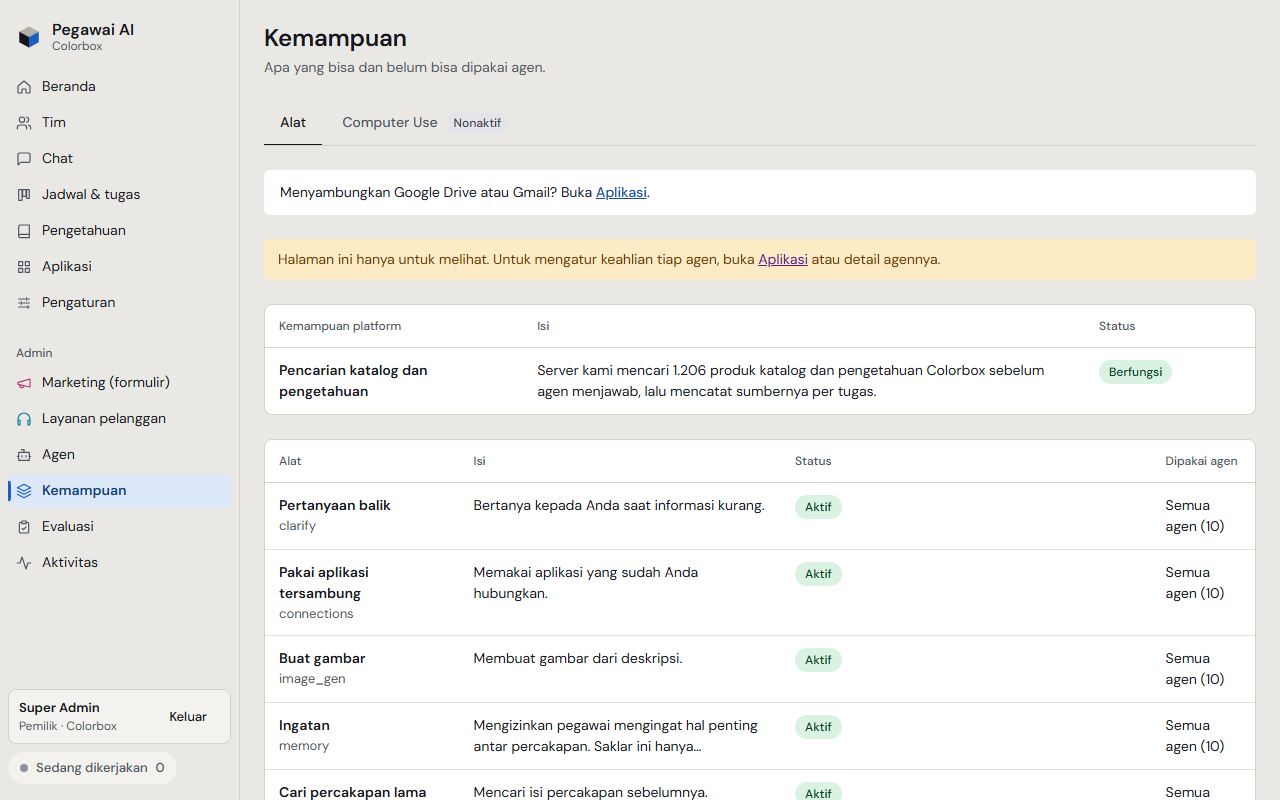 Pegawai AI
Colorbox
Beranda
Tim
Chat
Jadwal & tugas
Pengetahuan
Aplikasi
Pengaturan
Admin
Marketing (formulir)
Layanan pelanggan
Agen
Kemampuan
Evaluasi
Aktivitas
Super Admin
Pemilik · Colorbox
Keluar
Sedang dikerjakan 0
Kemampuan
Apa yang bisa dan belum bisa dipakai agen.
Alat
Computer Use Nonaktif
Menyambungkan Google Drive atau Gmail? Buka Aplikasi.
Halaman ini hanya untuk melihat. Untuk mengatur keahlian tiap agen, buka Aplikasi atau detail agennya.
Kemampuan platform
Isi
Status
Pencarian katalog dan
pengetahuan
Server kami mencari 1.206 produk katalog dan pengetahuan Colorbox sebelum
agen menjawab, lalu mencatat sumbernya per tugas.
Berfungsi
Alat
Isi
Status
Dipakai agen
Pertanyaan balik
clarify
Bertanya kepada Anda saat informasi kurang.
Aktif
Semua
agen (10)
Pakai aplikasi
tersambung
connections
Memakai aplikasi yang sudah Anda
hubungkan.
Aktif
Semua
agen (10)
Buat gambar
image_gen
Membuat gambar dari deskripsi.
Aktif
Semua
agen (10)
Ingatan
memory
Mengizinkan pegawai mengingat hal penting
antar percakapan. Saklar ini hanya…
Aktif
Semua
agen (10)
Cari percakapan lama
Mencari isi percakapan sebelumnya.
Aktif
Semua